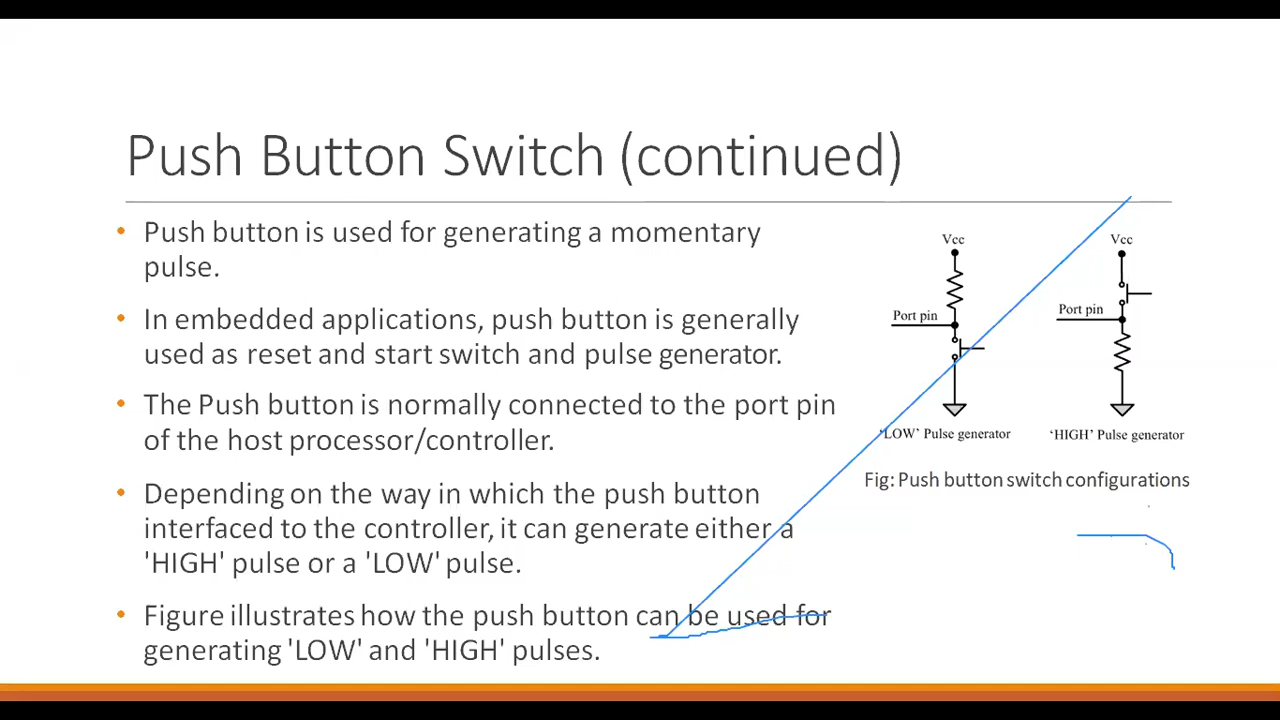 Push Button Switch (continued)
• Push button is used for generating a momentary
pulse.
• In embedded applications, push button is generally
used as reset and start switch and pulse generator.
• The Push button is normally connected to the port pin
of the host processor/controller.
• Depending on the way in which the push button
interfaced to the controller, it can generate either a
'HIGH' pulse or a 'LOW' pulse.
• Figure illustrates how the push button can be used for
generating 'LOW' and 'HIGH' pulses.
Vcc
Port pin
‘LOW’ Pulse generator
Vcc
Port pin
‘HIGH’ Pulse generator
Fig: Push button switch configurations